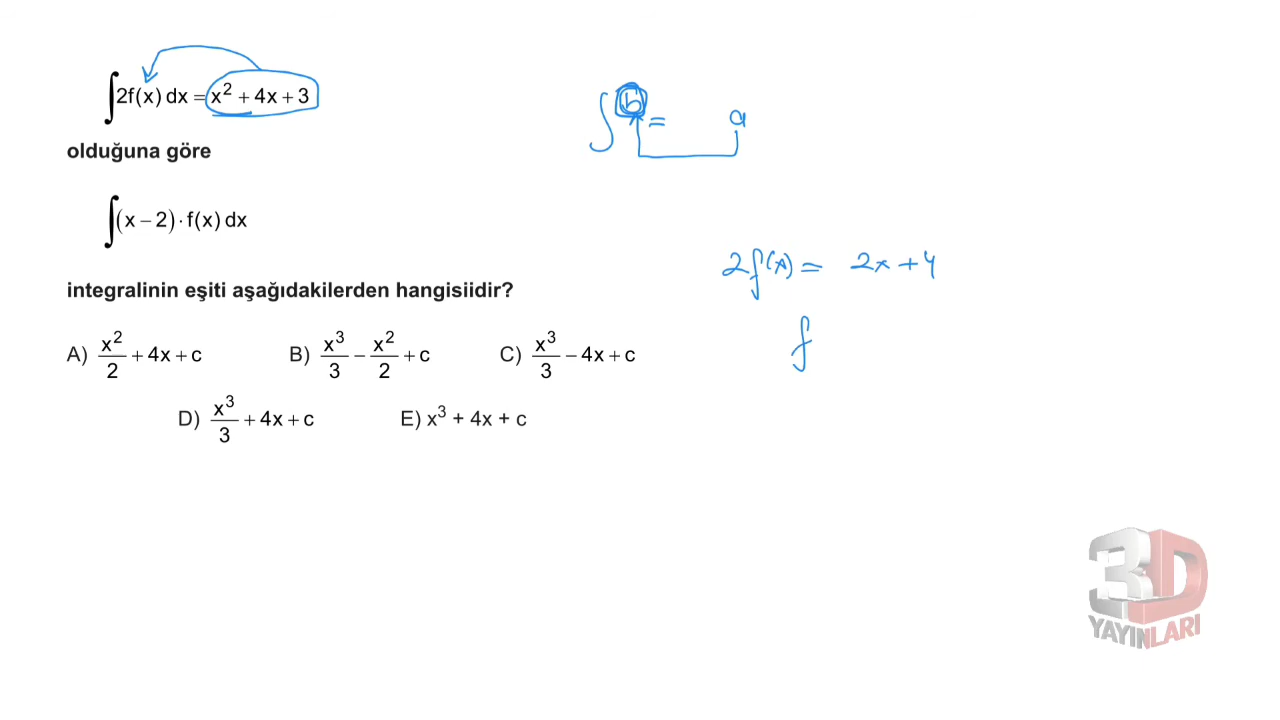 ∫2f(x) dx = x² + 4x + 3
olduğuna göre
∫(x − 2) · f(x) dx
integralinin eşiti aşağıdakilerden hangisiidir?
A) x²/2 + 4x + c B) x³/3 − x²/2 + c C) x³/3 − 4x + c
D) x³/3 + 4x + c E) x³ + 4x + c
∫ b = a
2f(x) = 2x + 4
f
3D
YAYINLARI